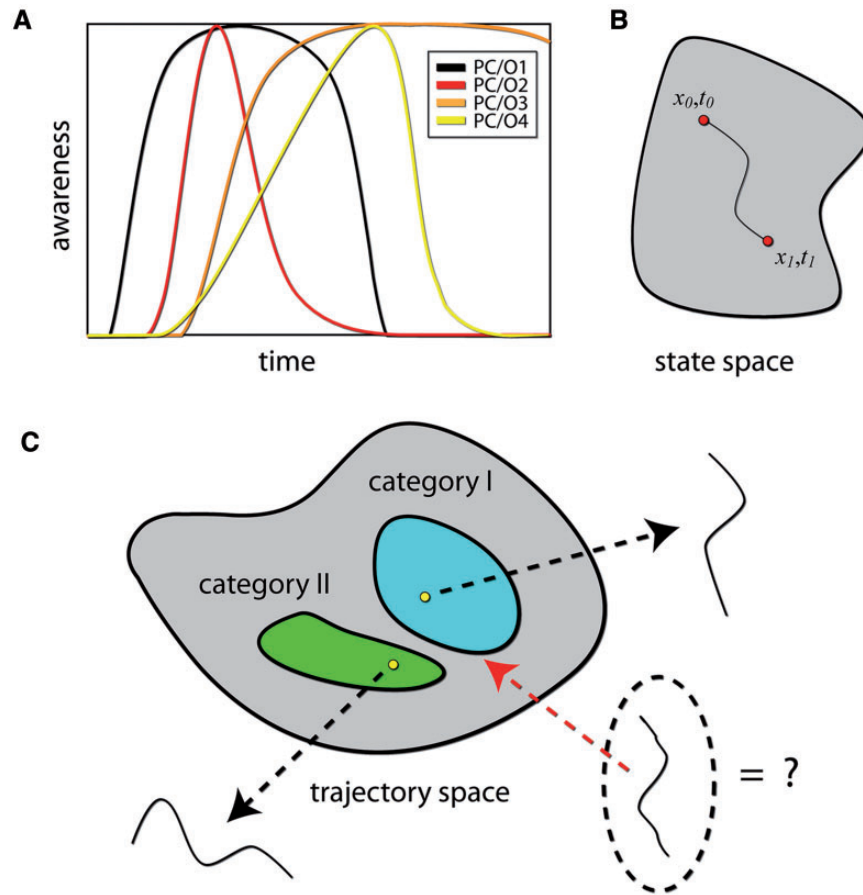 A
awareness
PC/O1
PC/O2
PC/O3
PC/O4
time
B
x0,t0
x1,t1
state space
C
category I
category II
trajectory space
= ?